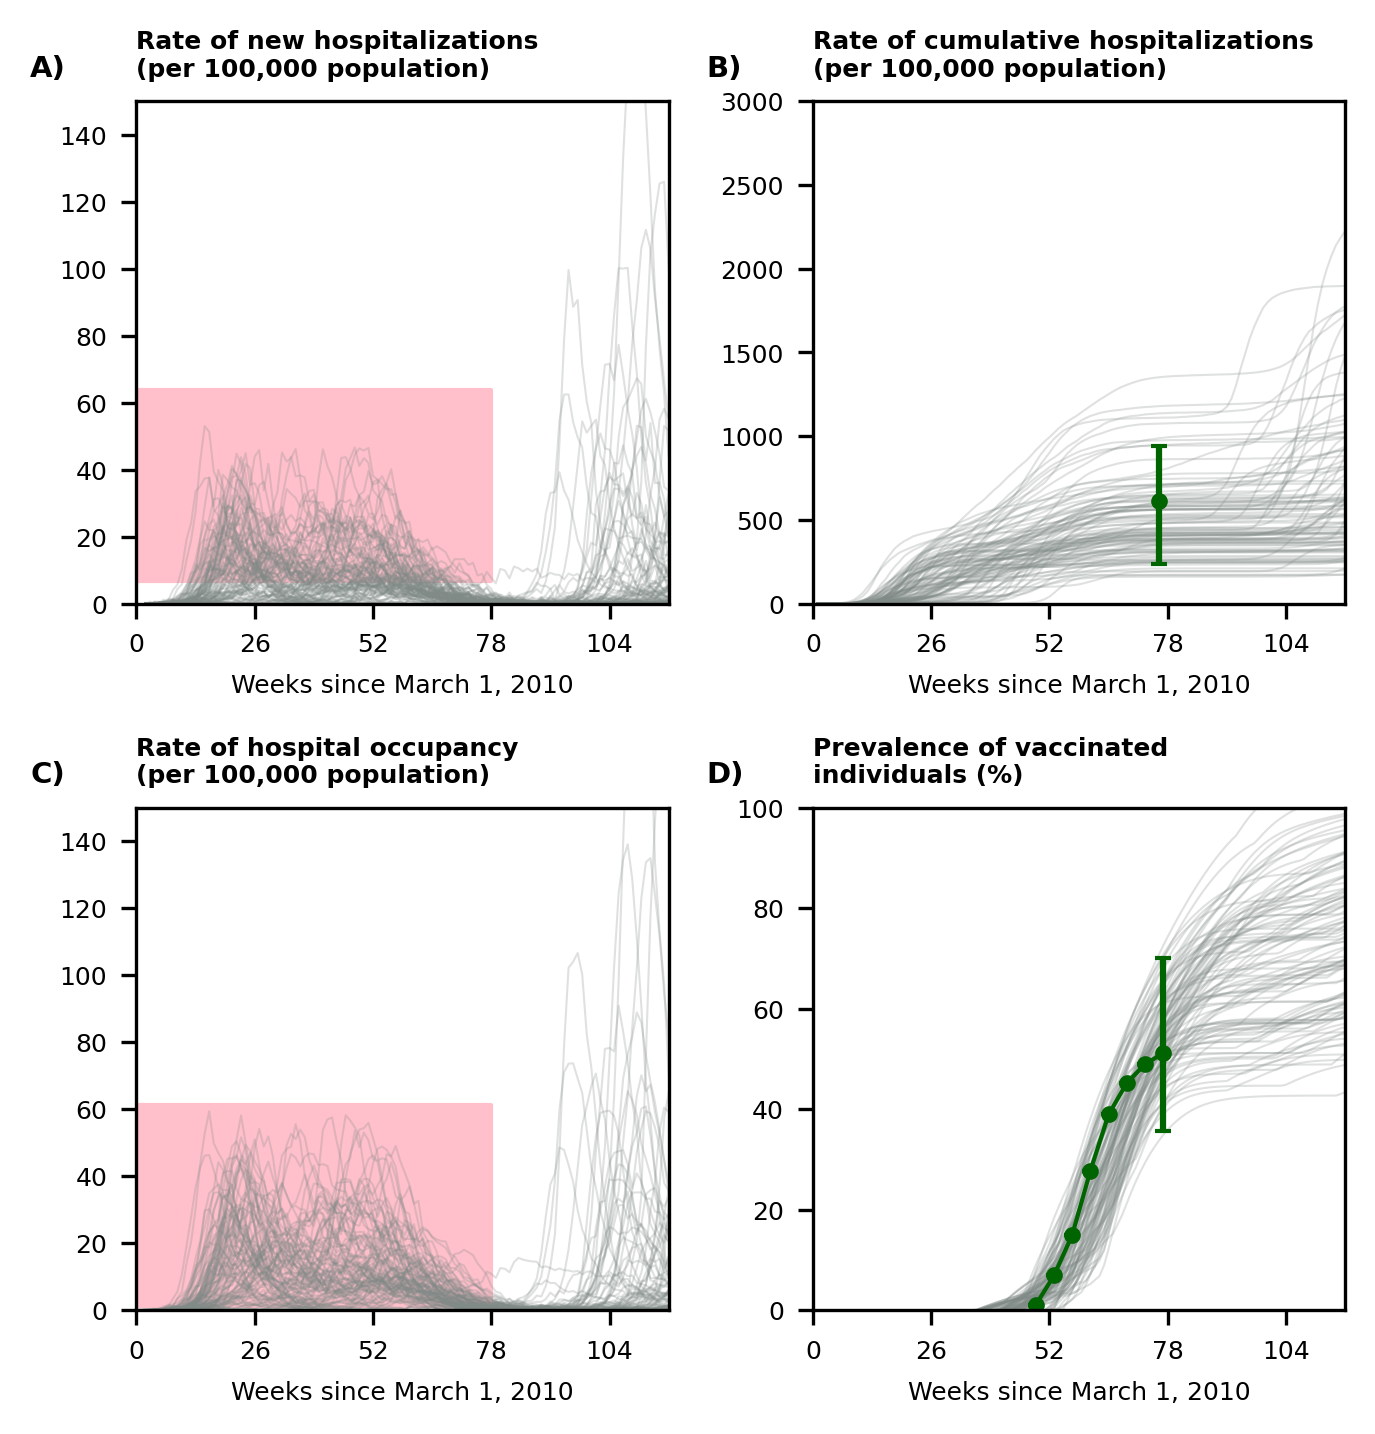 A)
Rate of new hospitalizations
(per 100,000 population)
140
120
100
80
60
40
20
0
0 26 52 78 104
Weeks since March 1, 2010
B)
Rate of cumulative hospitalizations
(per 100,000 population)
3000
2500
2000
1500
1000
500
0
0 26 52 78 104
Weeks since March 1, 2010
C)
Rate of hospital occupancy
(per 100,000 population)
140
120
100
80
60
40
20
0
0 26 52 78 104
Weeks since March 1, 2010
D)
Prevalence of vaccinated
individuals (%)
100
80
60
40
20
0
0 26 52 78 104
Weeks since March 1, 2010